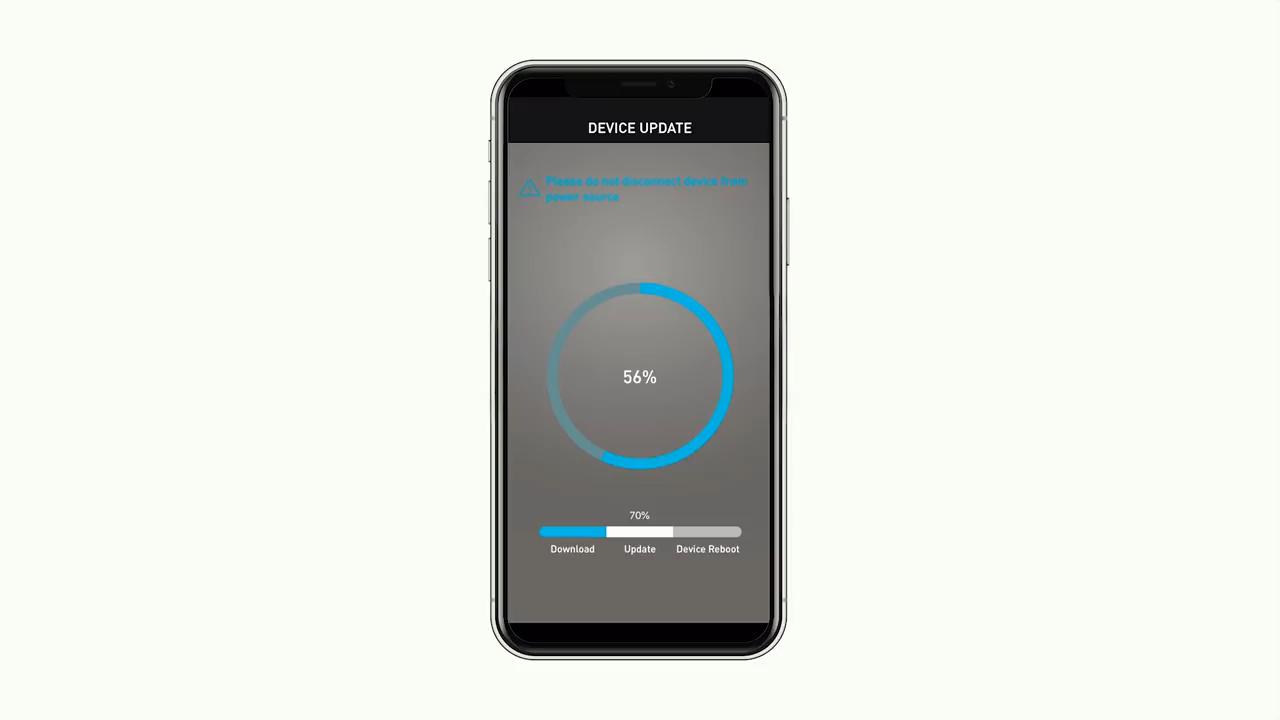 DEVICE UPDATE
Please do not disconnect device from
power source
56%
70%
Download Update Device Reboot